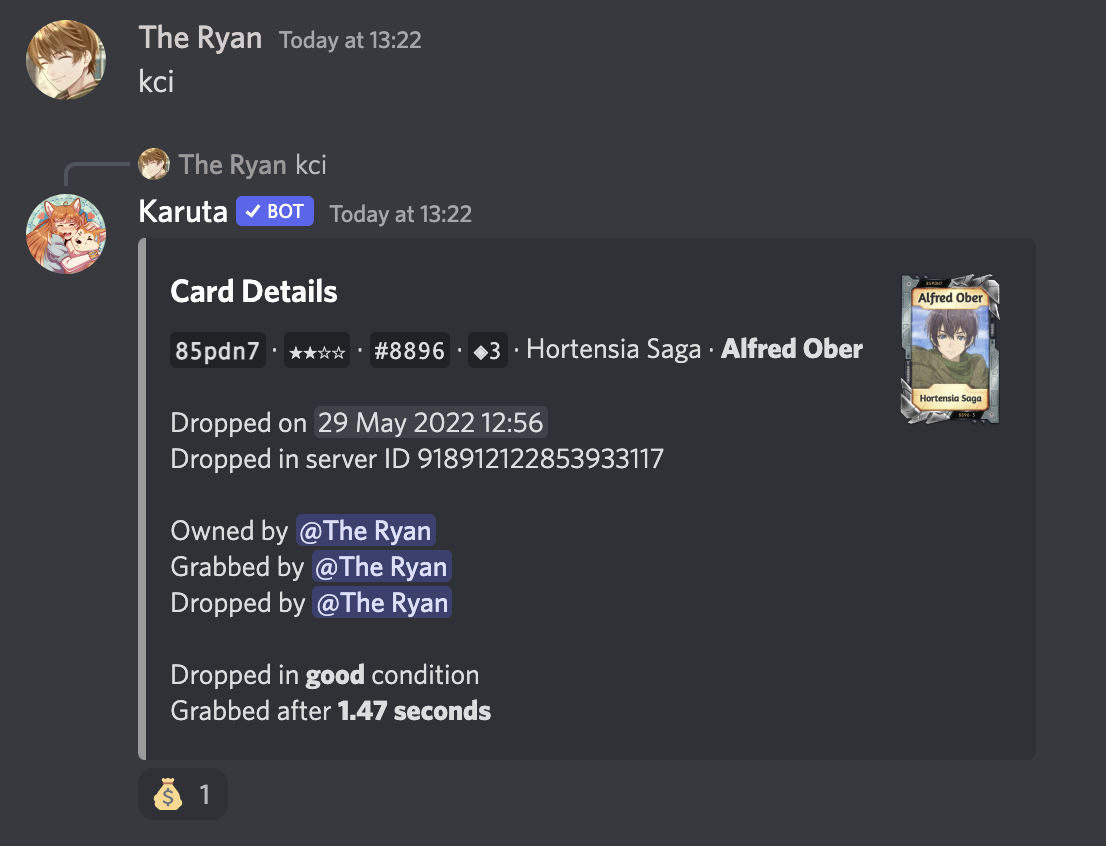 The Ryan Today at 13:22
kci
The Ryan kci
Karuta ✓ BOT Today at 13:22
Card Details
85pdn7 · ★★☆☆ · #8896 · ◈3 · Hortensia Saga · Alfred Ober
Dropped on 29 May 2022 12:56
Dropped in server ID 918912122853933117
Owned by @The Ryan
Grabbed by @The Ryan
Dropped by @The Ryan
Dropped in good condition
Grabbed after 1.47 seconds
85PDN7
Alfred Ober
Hortensia Saga
8896·3
1